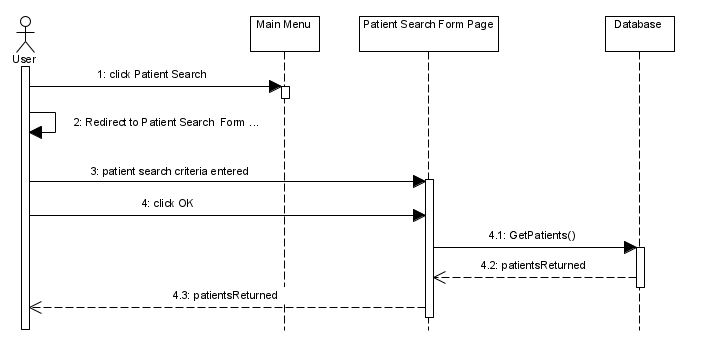 Main Menu
Patient Search Form Page
Database
User
1: click Patient Search
2: Redirect to Patient Search Form ...
3: patient search criteria entered
4: click OK
4.1: GetPatients()
4.2: patientsReturned
4.3: patientsReturned